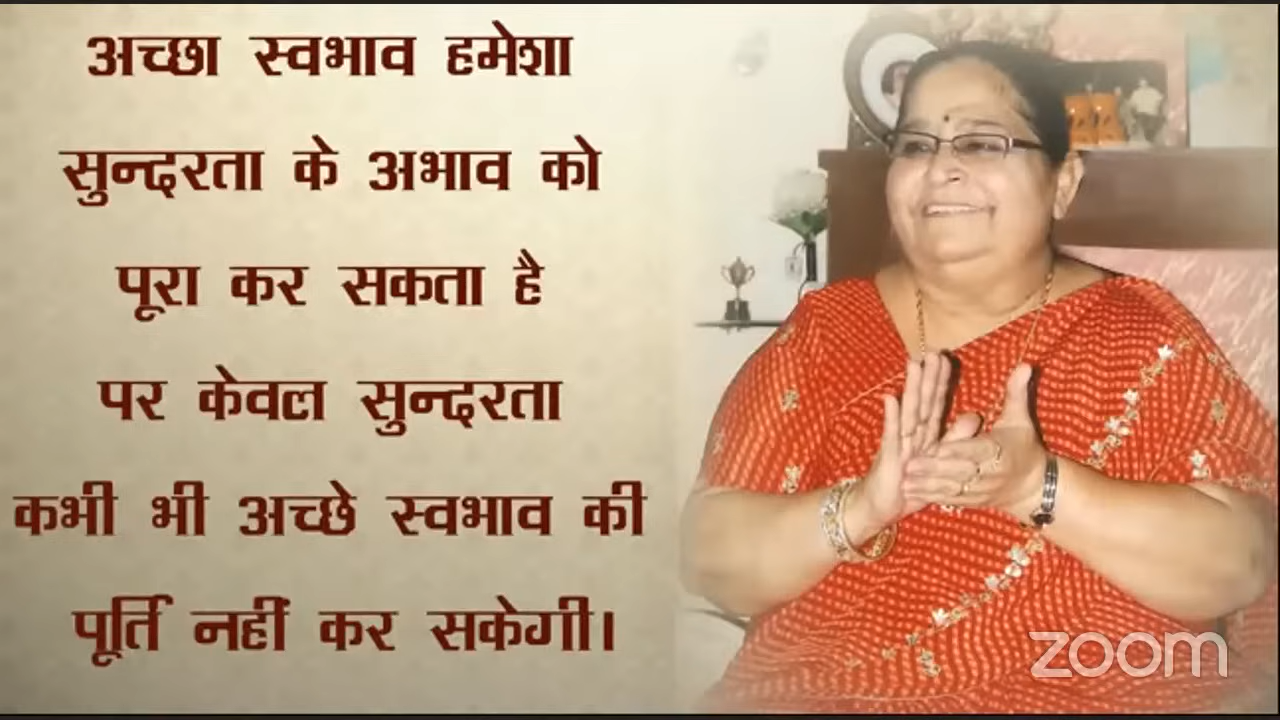 अच्छा स्वभाव हमेशा
सुन्दरता के अभाव को
पूरा कर सकता है
पर केवल सुन्दरता
कभी भी अच्छे स्वभाव की
पूर्ति नहीं कर सकेगी।
zoom